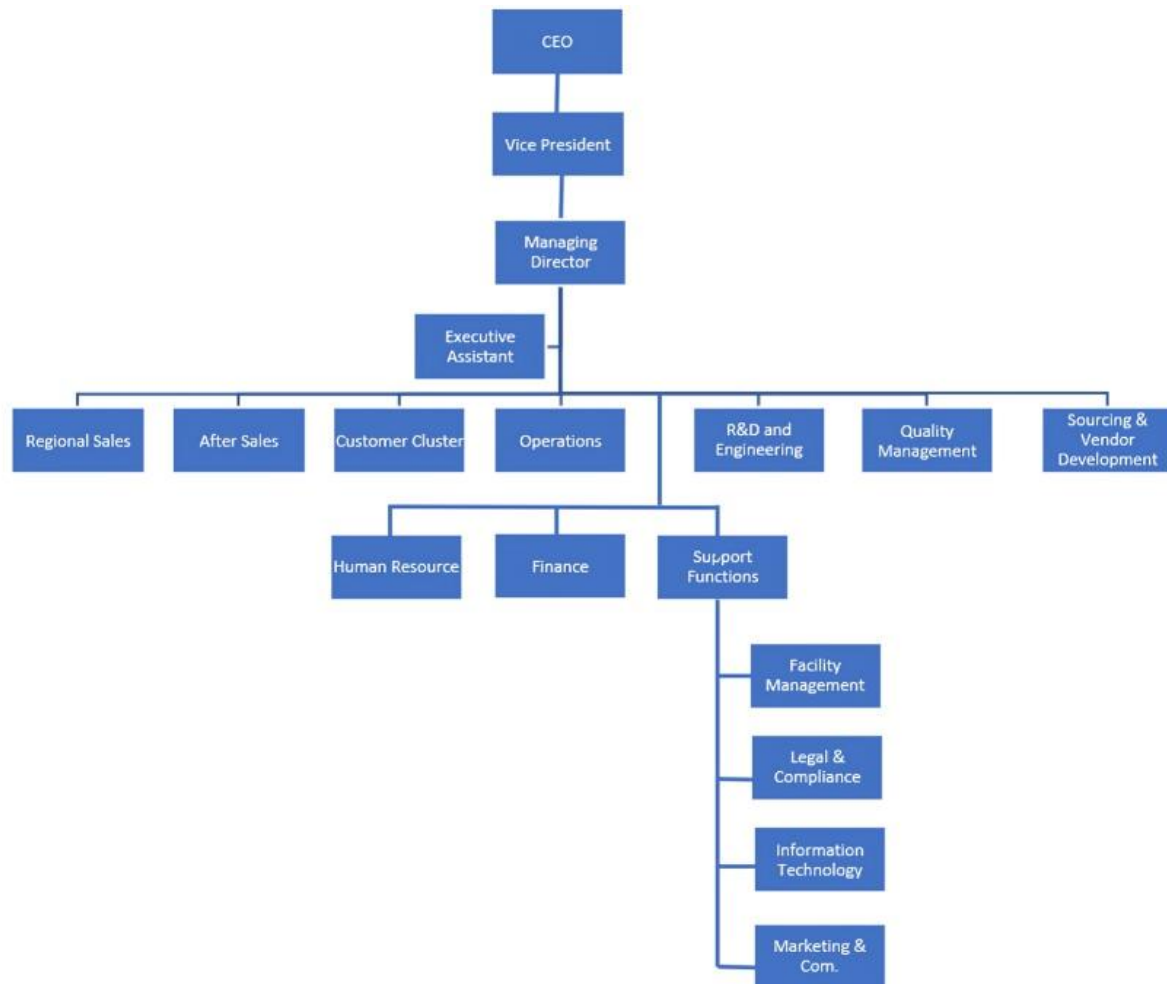 CEO
Vice President
Managing
Director
Executive
Assistant
Regional Sales
After Sales
Customer Cluster
Operations
R&D and
Engineering
Quality
Management
Sourcing &
Vendor
Development
Human Resource
Finance
Support
Functions
Facility
Management
Legal &
Compliance
Information
Technology
Marketing &
Com.